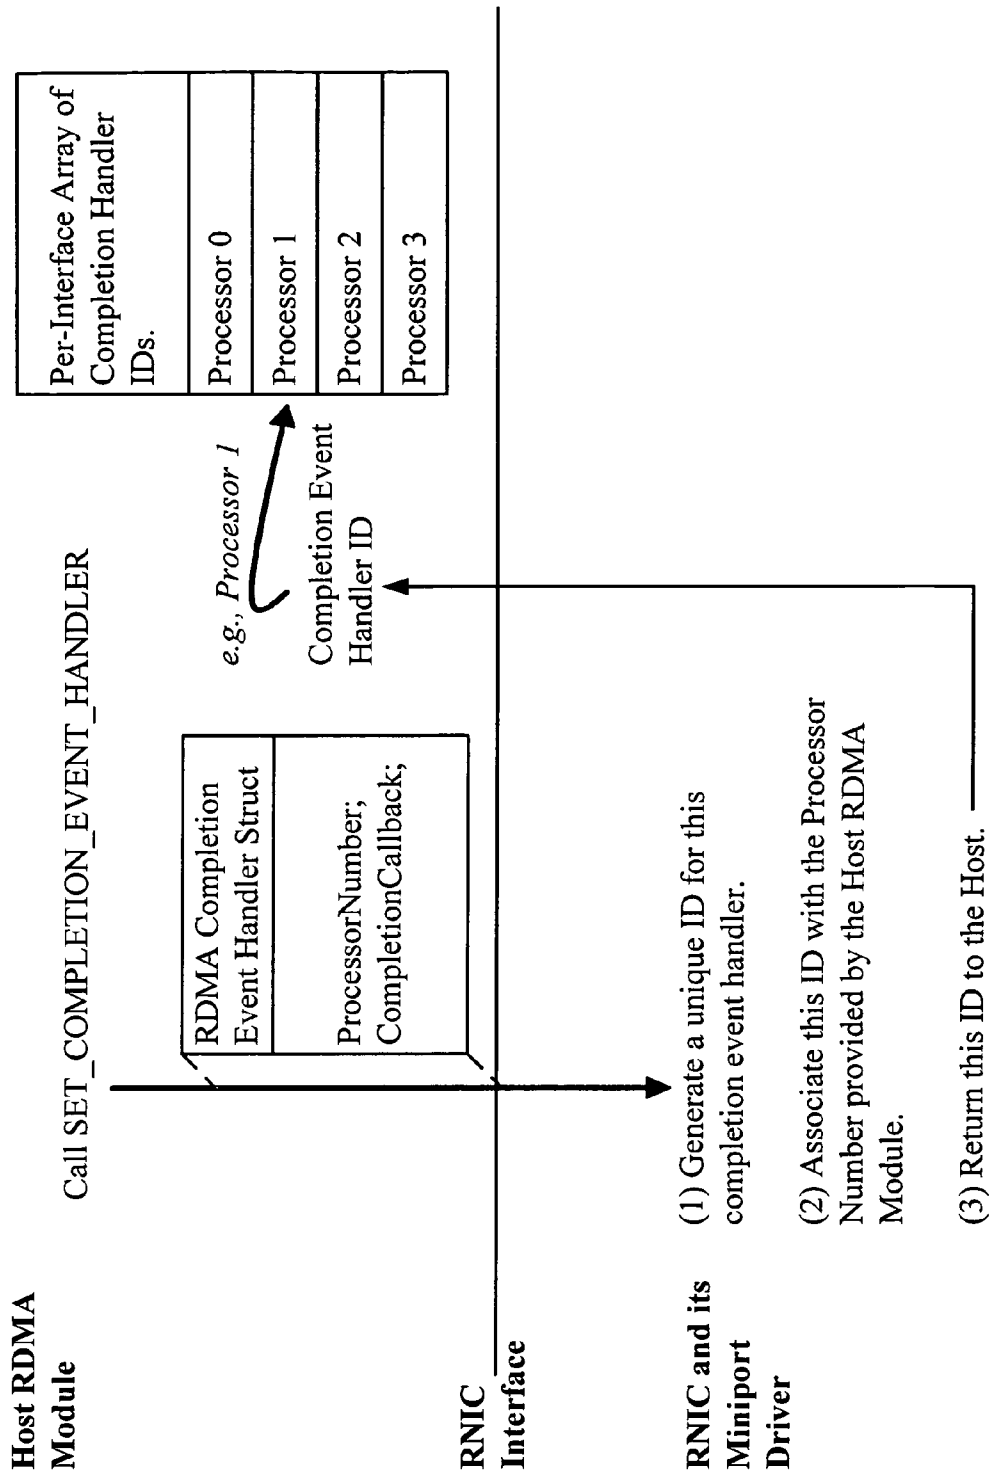 Host RDMA
Module
Call SET_COMPLETION_EVENT_HANDLER
RDMA Completion
Event Handler Struct
ProcessorNumber;
CompletionCallback;
e.g., Processor 1
Completion Event
Handler ID
Per-Interface Array of
Completion Handler
IDs.
Processor 0
Processor 1
Processor 2
Processor 3
RNIC
Interface
RNIC and its
Miniport
Driver
(1) Generate a unique ID for this
completion event handler.
(2) Associate this ID with the Processor
Number provided by the Host RDMA
Module.
(3) Return this ID to the Host.